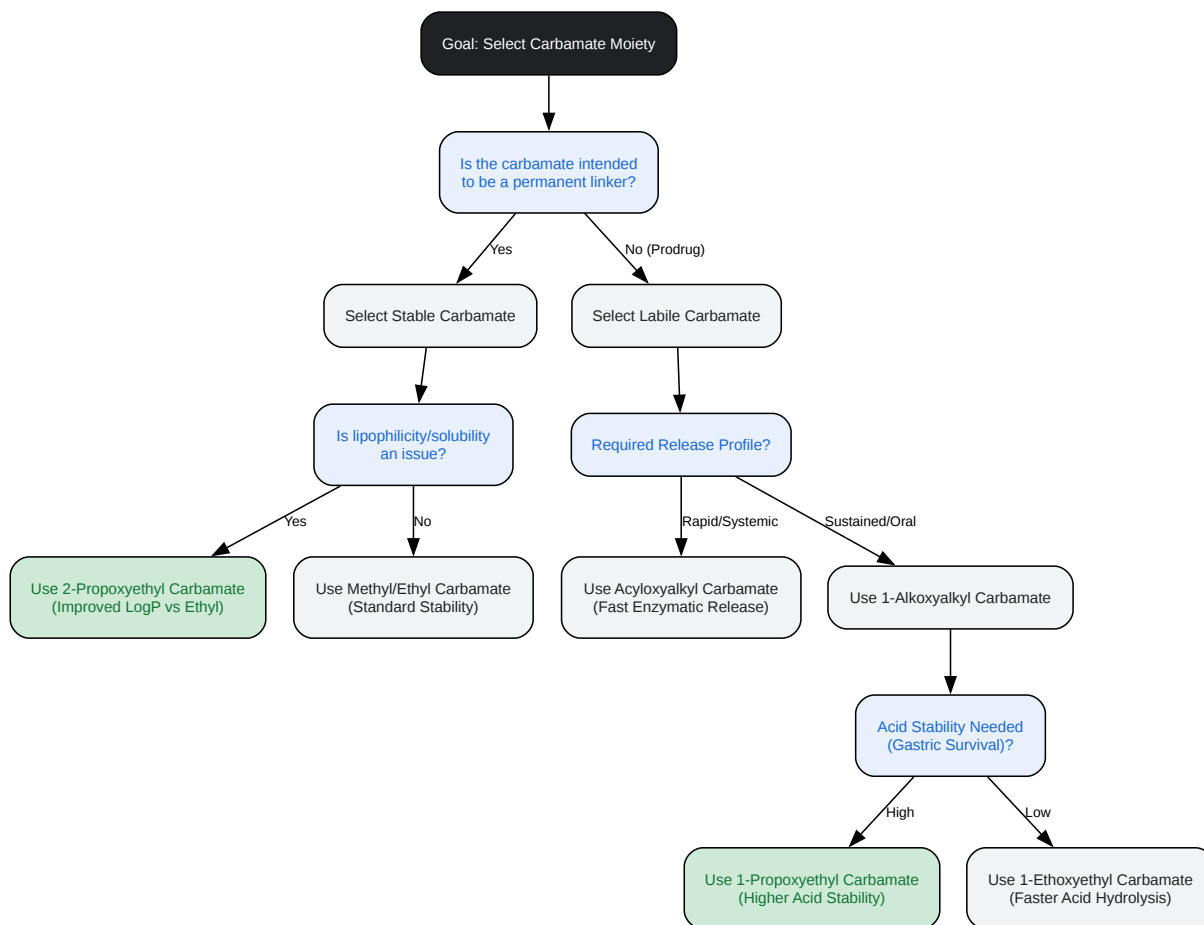 Goal: Select Carbamate Moiety
Is the carbamate intended
to be a permanent linker?
Yes
No (Prodrug)
Select Stable Carbamate
Select Labile Carbamate
Is lipophilicity/solubility
an issue?
Required Release Profile?
Yes
No
Rapid/Systemic
Sustained/Oral
Use 2-Propoxyethyl Carbamate
(Improved LogP vs Ethyl)
Use Methyl/Ethyl Carbamate
(Standard Stability)
Use Acyloxyalkyl Carbamate
(Fast Enzymatic Release)
Use 1-Alkoxyalkyl Carbamate
Acid Stability Needed
(Gastric Survival)?
High
Low
Use 1-Propoxyethyl Carbamate
(Higher Acid Stability)
Use 1-Ethoxyethyl Carbamate
(Faster Acid Hydrolysis)